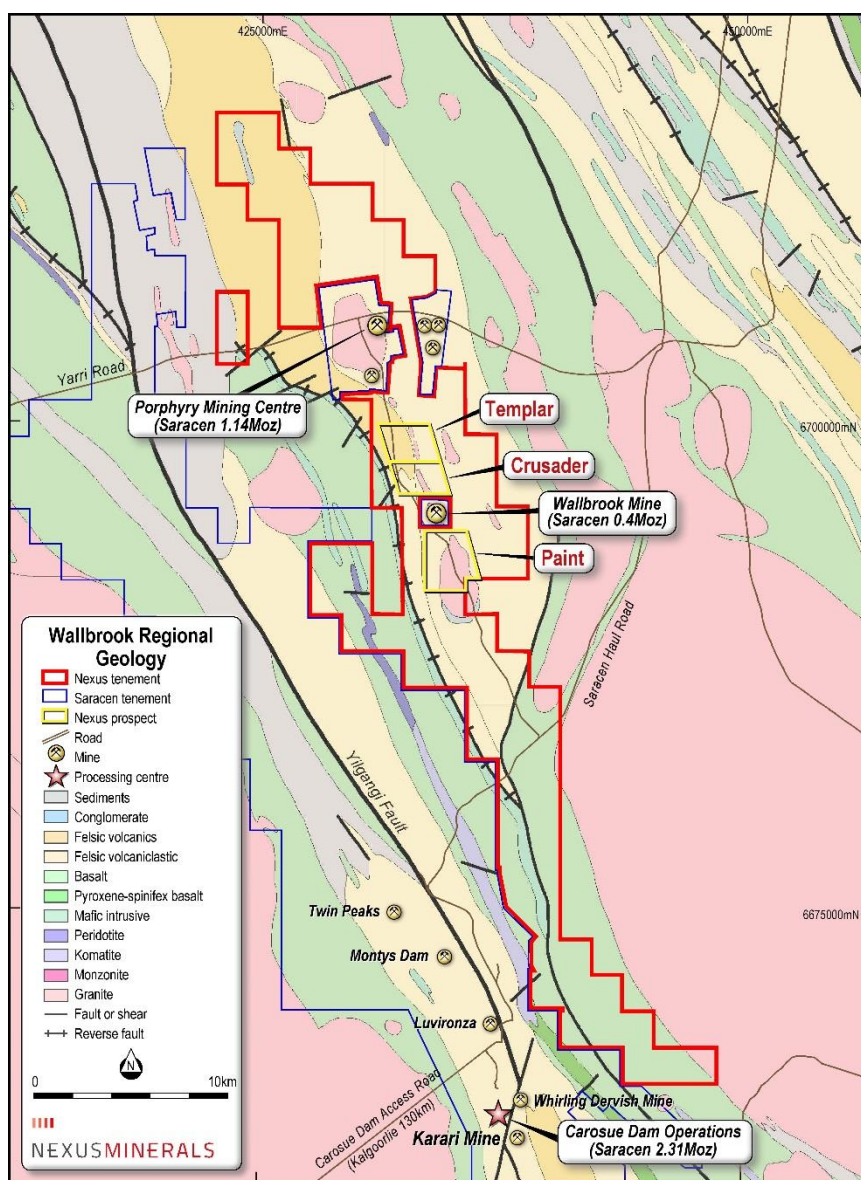 425000mE
450000mE
Yarri Road
Porphyry Mining Centre
(Saracen 1.14Moz)
Templar
6700000mN
Crusader
Wallbrook Mine
(Saracen 0.4Moz)
Paint
Saracen Haul Road
Yilgangi Fault
Wallbrook Regional
Geology
Nexus tenement
Saracen tenement
Nexus prospect
Road
Mine
Processing centre
Sediments
Conglomerate
Felsic volcanics
Felsic volcaniclastic
Basalt
Pyroxene-spinifex basalt
Mafic intrusive
Peridotite
Komatite
Monzonite
Granite
Fault or shear
Reverse fault
N
0 10km
NEXUSMINERALS
Twin Peaks
6675000mN
Montys Dam
Luvironza
Whirling Dervish Mine
Carosue Dam Access Road
(Kalgoorlie 130km)
Karari Mine
Carosue Dam Operations
(Saracen 2.31Moz)